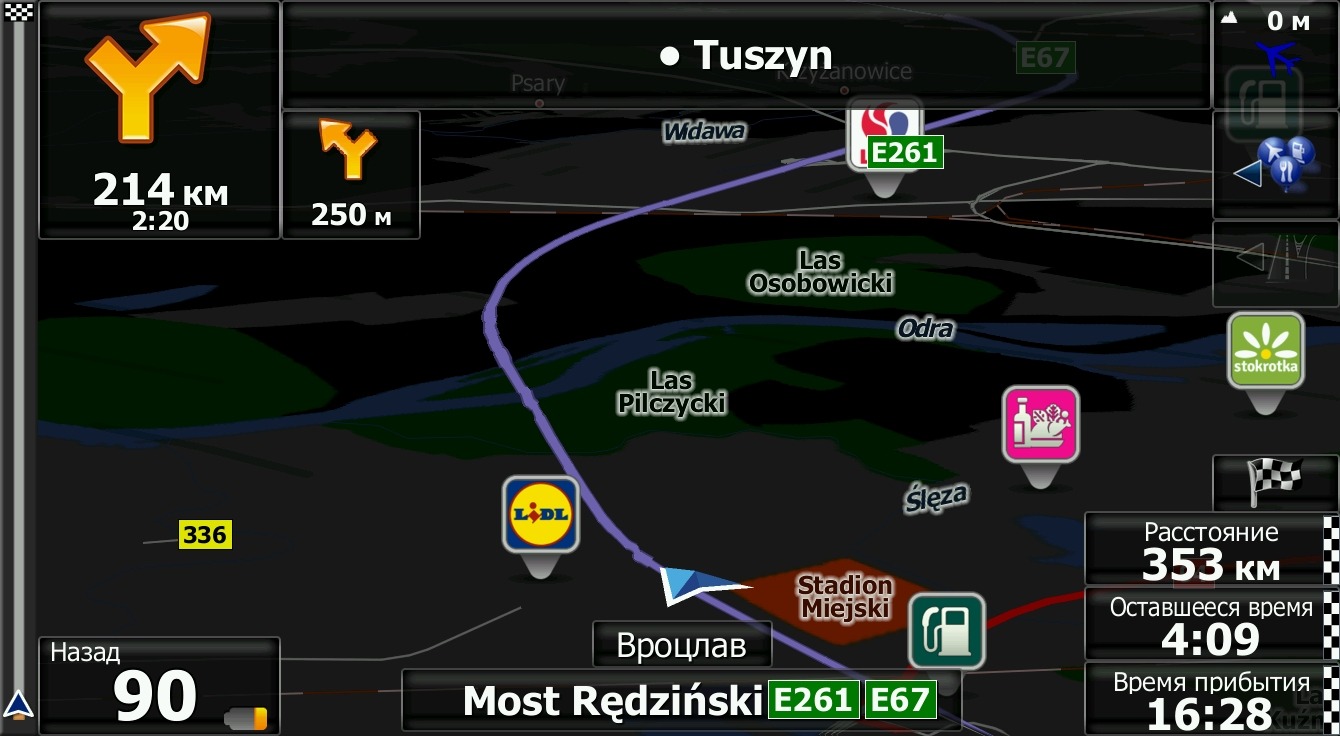 214 км
2:20
250 м
Tuszyn
0 м
Psary
Krzyżanowice
E67
Widawa
E261
Las
Osobowicki
Odra
stokrotka
Las
Pilczycki
Ślęza
LIDL
336
Stadion
Miejski
Расстояние
353 км
Оставшееся время
4:09
Время прибытия
16:28
Назад
90
Вроцлав
Most Rędziński E261 E67